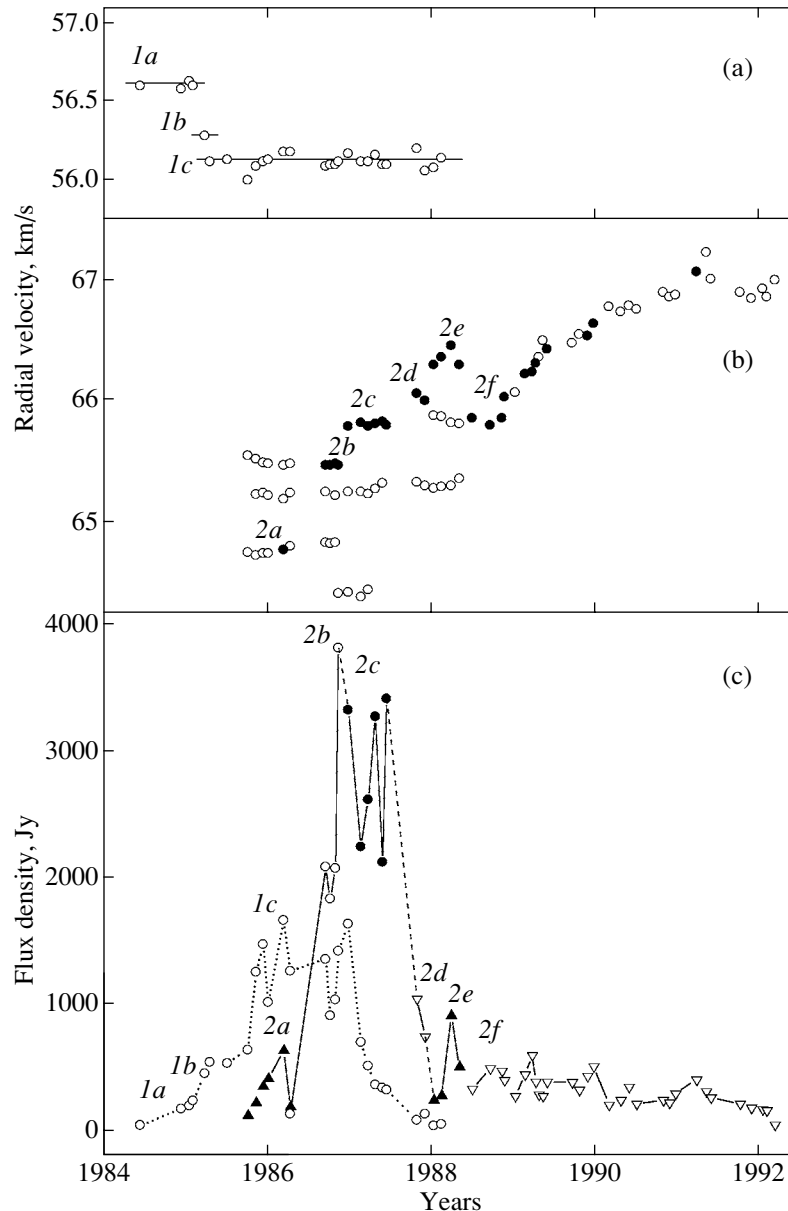 57.0
1a
(a)
56.5
1b
1c
56.0
Radial velocity, km/s
67
2e
(b)
2d
66
2c
2f
2b
65
2a
4000
2b
2c
(c)
3000
Flux density, Jy
2000
1c
2d
1000
2e
2a
2f
1b
1a
0
1984 1986 1988 1990 1992
Years